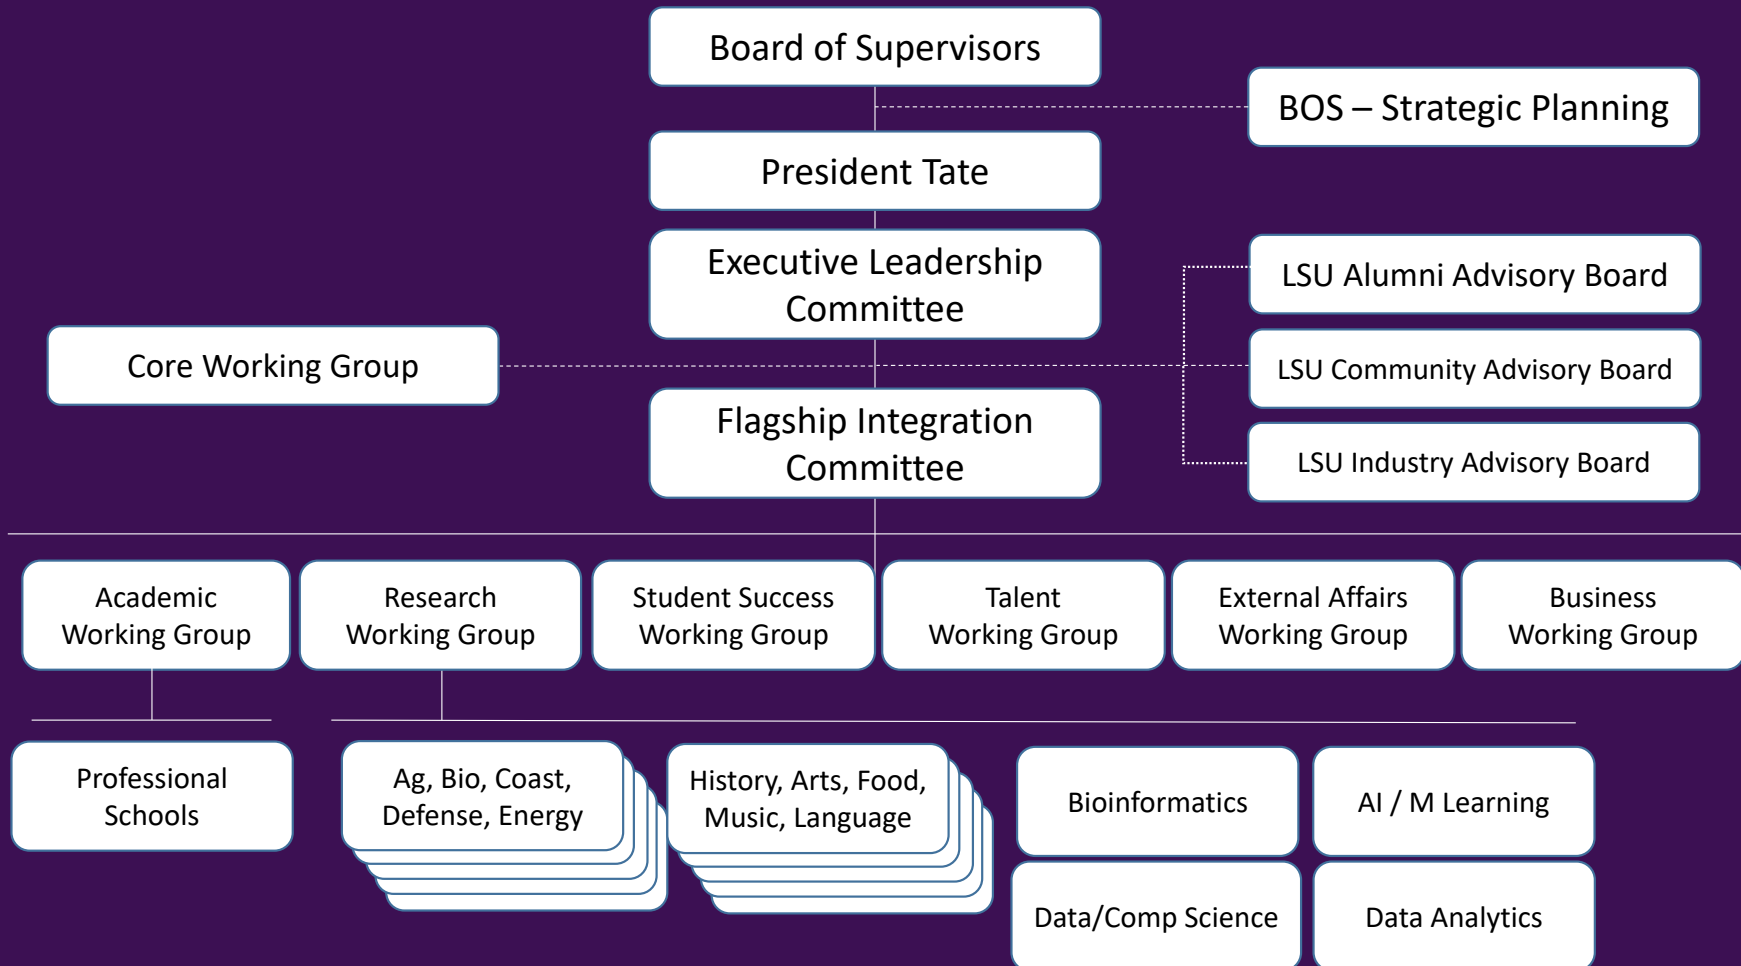 Board of Supervisors
BOS – Strategic Planning
President Tate
Executive Leadership
Committee
LSU Alumni Advisory Board
Core Working Group
LSU Community Advisory Board
Flagship Integration
Committee
LSU Industry Advisory Board
Academic
Working Group
Research
Working Group
Student Success
Working Group
Talent
Working Group
External Affairs
Working Group
Business
Working Group
Professional
Schools
Ag, Bio, Coast,
Defense, Energy
History, Arts, Food,
Music, Language
Bioinformatics
AI / M Learning
Data/Comp Science
Data Analytics